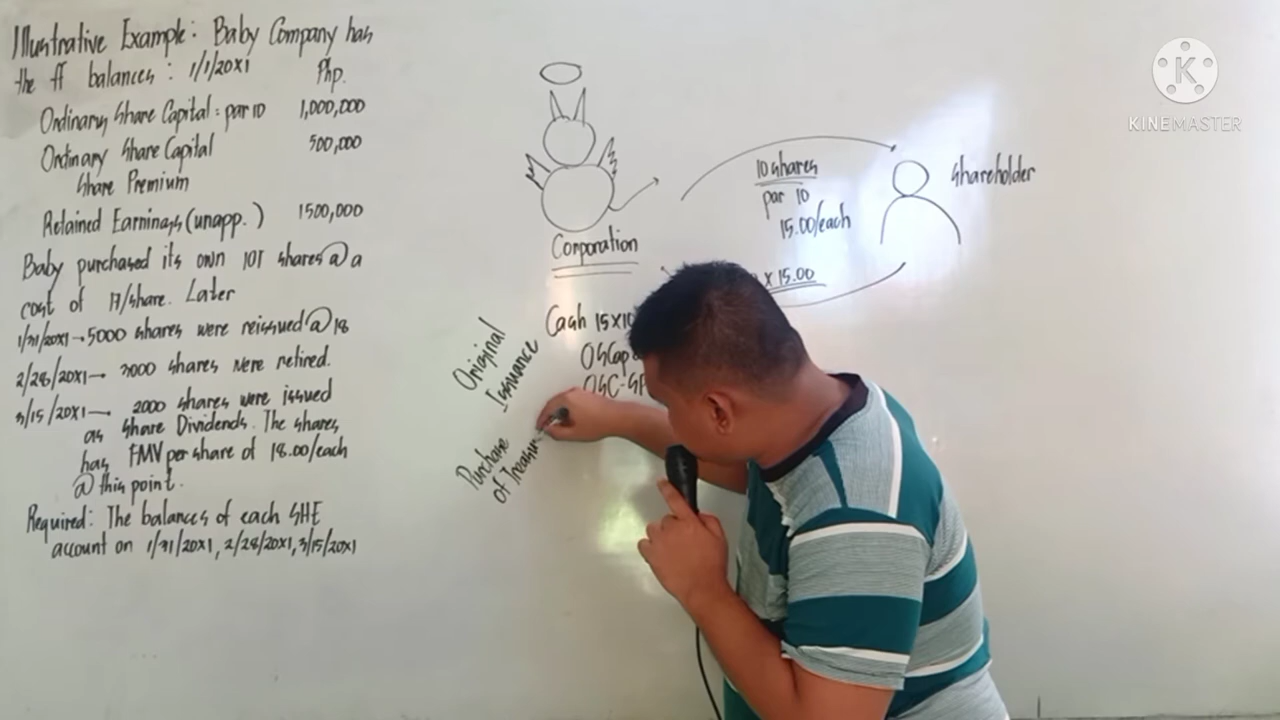 Illustrative Example: Baby Company has
the ff balances: 1/1/20x1 Php.
Ordinary Share Capital: par 10 1,000,000
Ordinary Share Capital 500,000
Share Premium
Retained Earnings (unapp.) 1500,000
Baby purchased its own 10T shares @ a
cost of 17/share. Later
1/31/20x1 → 5000 shares were reissued @ 18
2/28/20x1 — 3000 shares were retired.
3/15/20x1 — 2000 shares were issued
as Share Dividends. The shares
has FMV per share of 18.00/each
@ this point.
Required: The balances of each SHE
account on 1/31/20x1, 2/28/20x1, 3/15/20x1
Corporation
10 shares
par 10
15.00/each
shareholder
x 15.00
Original
Issuance
Cash 15x10
OSCap
OSC-SP
Purchase
of
K
KINEMASTER